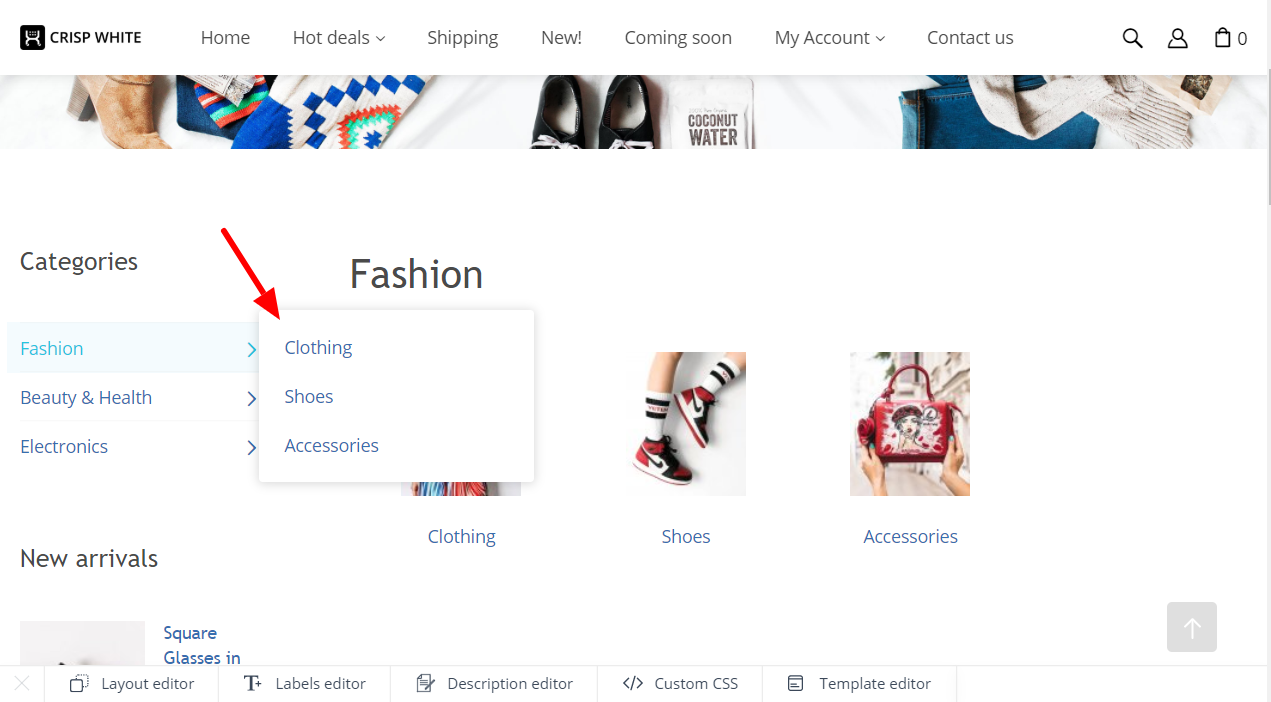 CRISP WHITE
Home
Hot deals
Shipping
New!
Coming soon
My Account
Contact us
0
COCONUT
WATER
Categories
Fashion
Beauty & Health
Electronics
Fashion
Clothing
Shoes
Accessories
Clothing
Shoes
Accessories
New arrivals
Square
Glasses in
Layout editor
Labels editor
Description editor
Custom CSS
Template editor